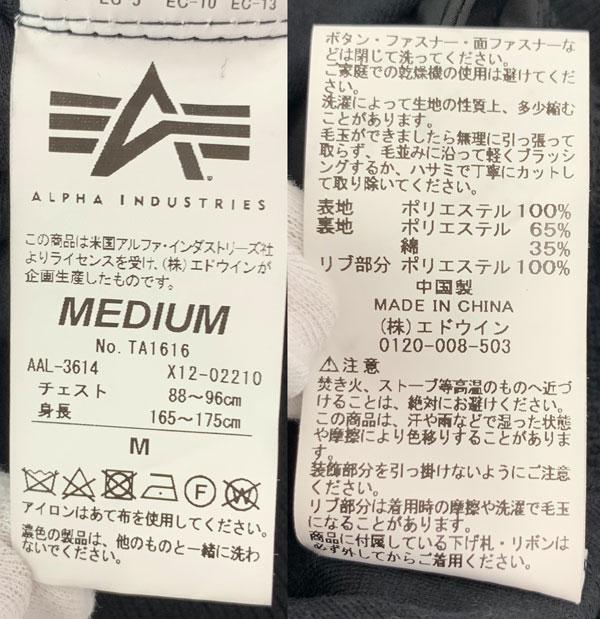 EC-10 EC-13
ALPHA INDUSTRIES
この商品は米国アルファ・インダストリーズ社
よりライセンスを受け、(株)エドウインが
企画生産したものです。
MEDIUM
No. TA1616
AAL-3614 X12-02210
チェスト 88〜96cm
身長 165〜175cm
M
アイロンはあて布を使用してください。
濃色の製品は、他のものと一緒に洗わ
ないでください。
ボタン・ファスナー・面ファスナーな
どは閉じて洗ってください。
ご家庭での乾燥機の使用は避けてくだ
さい。
洗濯によって生地の性質上、多少縮む
ことがあります。
毛玉ができましたら無理に引っ張って
取らず、毛並みに沿って軽くブラッシ
ングするか、ハサミで丁寧にカットし
て取り除いてください。
表地 ポリエステル 100%
裏地 ポリエステル 65%
綿 35%
リブ部分 ポリエステル 100%
中国製
MADE IN CHINA
(株)エドウイン
0120-008-503
⚠注意
焚き火、ストーブ等高温のものへ近づ
けることは、絶対にお避けください。
この商品は、汗や雨などで湿った状態
や摩擦により色移りすることがありま
す。
装飾部分を引っ掛けないようにご注意
ください。
リブ部分は着用時の摩擦や洗濯で毛玉
になることがあります。
商品に付属している下げ札・リボンは
必ず外してからご着用ください。